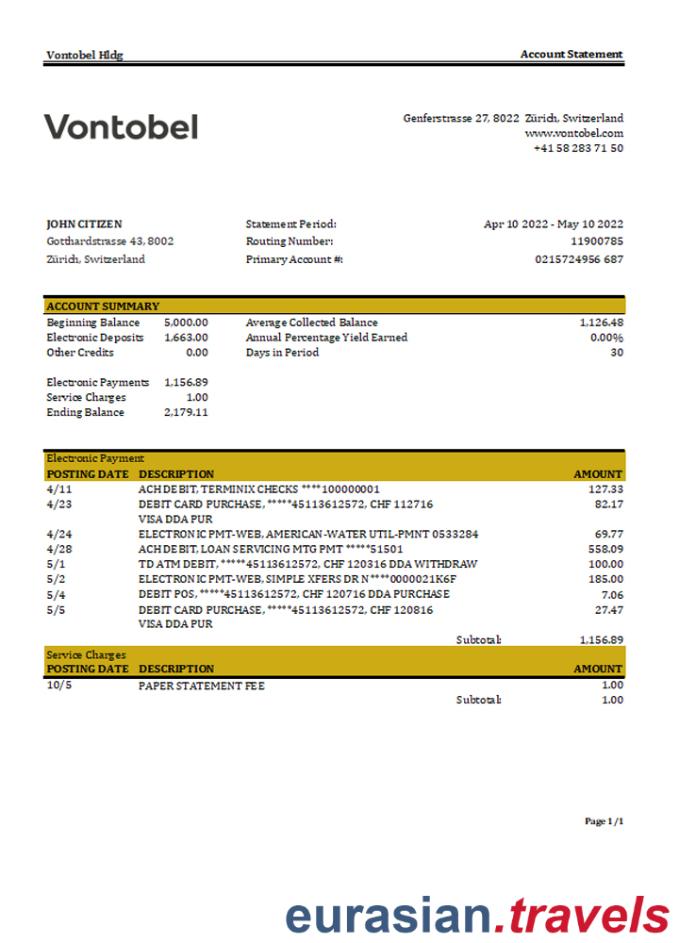 Vontobel Hldg Account Statement
Vontobel
Genferstrasse 27, 8022 Zürich, Switzerland
www.vontobel.com
+41 58 283 71 50
JOHN CITIZEN Statement Period: Apr 10 2022 - May 10 2022
Gotthardstrasse 43, 8002 Routing Number: 11900785
Zürich, Switzerland Primary Account #: 0215724956 687
ACCOUNT SUMMARY
Beginning Balance 5,000.00 Average Collected Balance 1,126.48
Electronic Deposits 1,663.00 Annual Percentage Yield Earned 0.00%
Other Credits 0.00 Days in Period 30
Electronic Payments 1,156.89
Service Charges 1.00
Ending Balance 2,179.11
Electronic Payment
POSTING DATE DESCRIPTION AMOUNT
4/11 ACH DEBIT, TERMINIX CHECKS ****100000001 127.33
4/23 DEBIT CARD PURCHASE, *****45113612572, CHF 112716 82.17
VISA DDA PUR
4/24 ELECTRONIC PMT-WEB, AMERICAN-WATER UTIL-PMNT 0533284 69.77
4/28 ACH DEBIT, LOAN SERVICING MTG PMT *****51501 558.09
5/1 TD ATM DEBIT, *****45113612572, CHF 120316 DDA WITHDRAW 100.00
5/2 ELECTRONIC PMT-WEB, SIMPLE XFERS DR N****0000021K6F 185.00
5/4 DEBIT POS, *****45113612572, CHF 120716 DDA PURCHASE 7.06
5/5 DEBIT CARD PURCHASE, *****45113612572, CHF 120816 27.47
VISA DDA PUR
Subtotal: 1,156.89
Service Charges
POSTING DATE DESCRIPTION AMOUNT
10/5 PAPER STATEMENT FEE 1.00
Subtotal: 1.00
Page 1/1
eurasian.travels